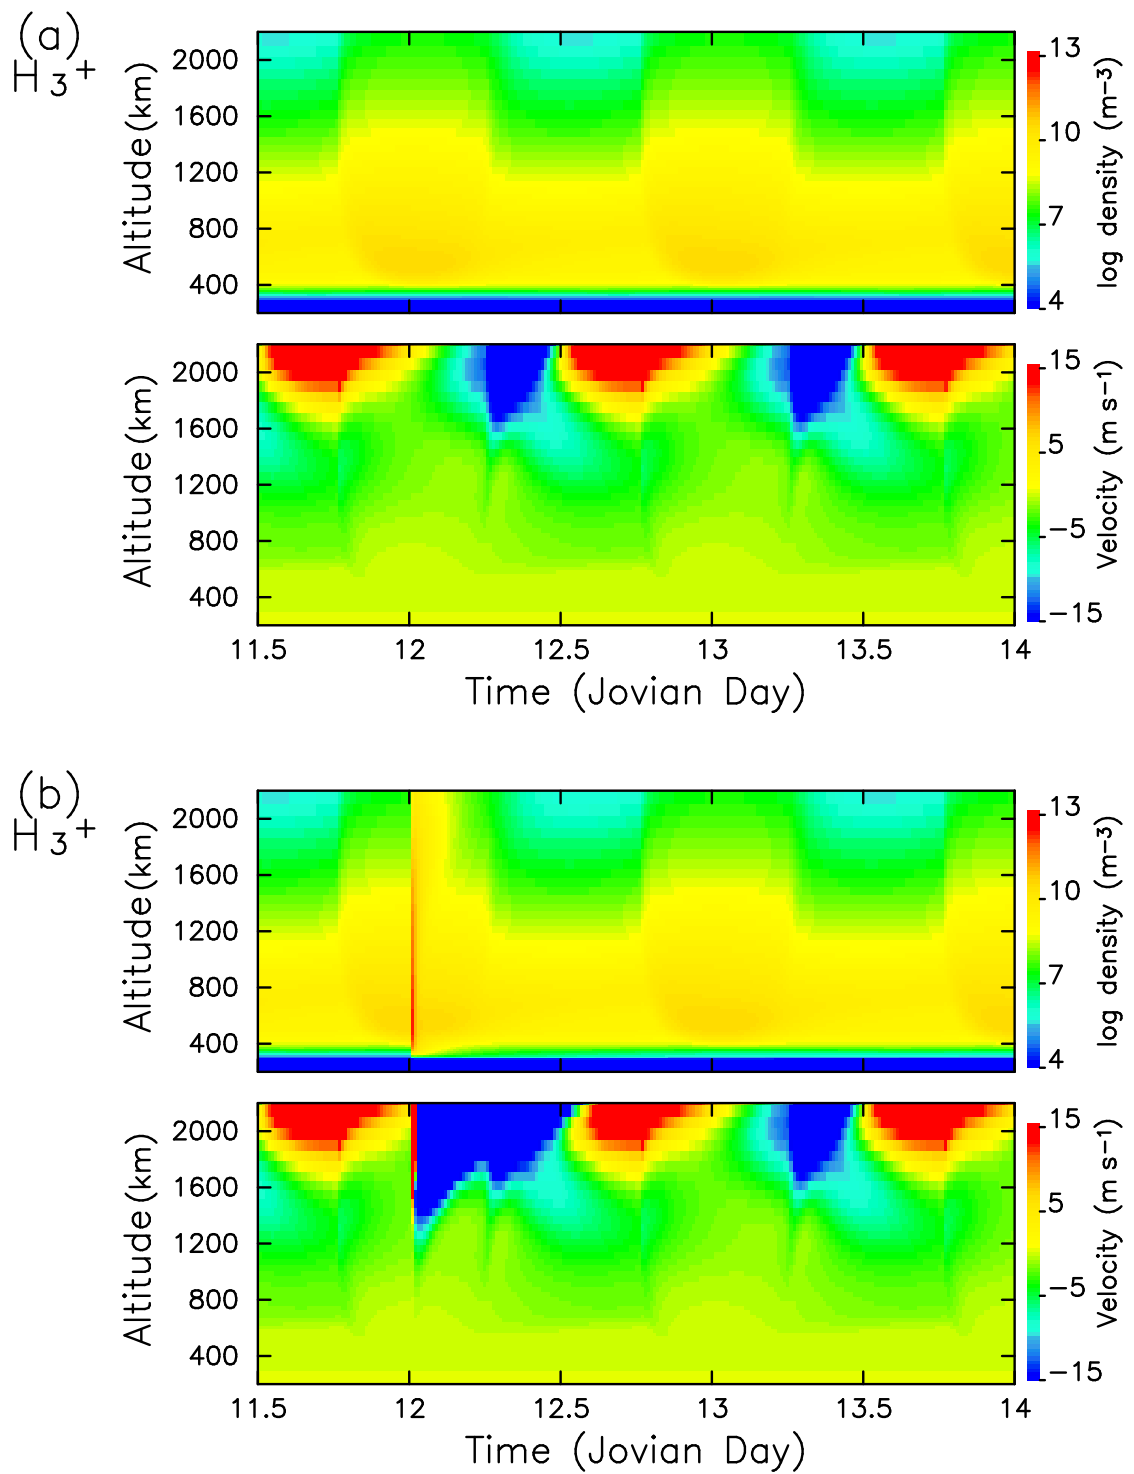 (a)
H3+
Altitude(km)
2000
1600
1200
800
400
13
10
7
4
log density (m-3)
Altitude(km)
2000
1600
1200
800
400
15
5
-5
-15
Velocity (m s-1)
11.5 12 12.5 13 13.5 14
Time (Jovian Day)
(b)
H3+
Altitude(km)
2000
1600
1200
800
400
13
10
7
4
log density (m-3)
Altitude(km)
2000
1600
1200
800
400
15
5
-5
-15
Velocity (m s-1)
11.5 12 12.5 13 13.5 14
Time (Jovian Day)